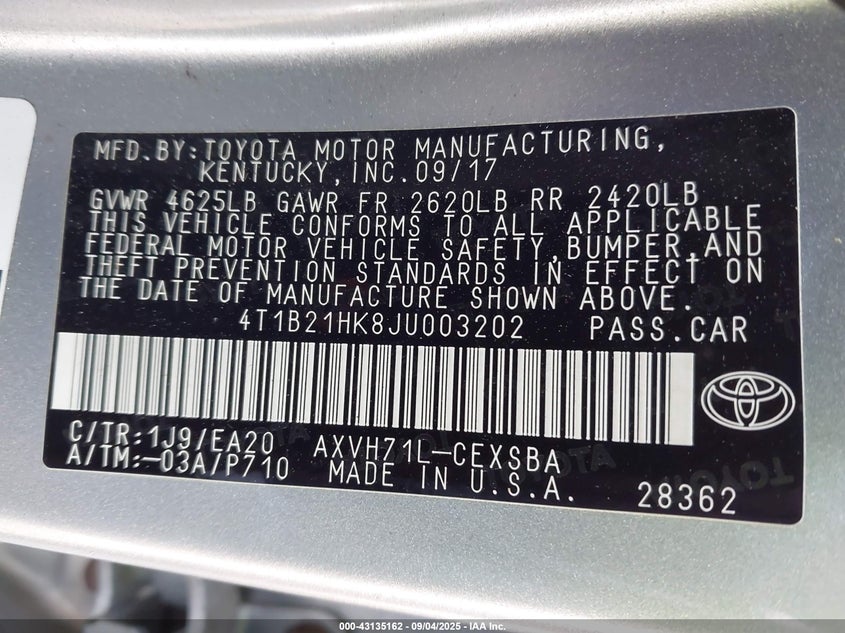 MFD.BY:TOYOTA MOTOR MANUFACTURING,
KENTUCKY,INC.09/17
GVWR 4625LB GAWR FR 2620LB RR 2420LB
THIS VEHICLE CONFORMS TO ALL APPLICABLE
FEDERAL MOTOR VEHICLE SAFETY,BUMPER,AND
THEFT PREVENTION STANDARDS IN EFFECT ON
THE DATE OF MANUFACTURE SHOWN ABOVE.
4T1B21HK8JU003202 PASS.CAR
C/TR:1J9/EA20 AXVH71L-CEXSBA
A/TM:-03A/P710 MADE IN U.S.A.
28362
000-43135162 - 09/04/2025 - IAA Inc.